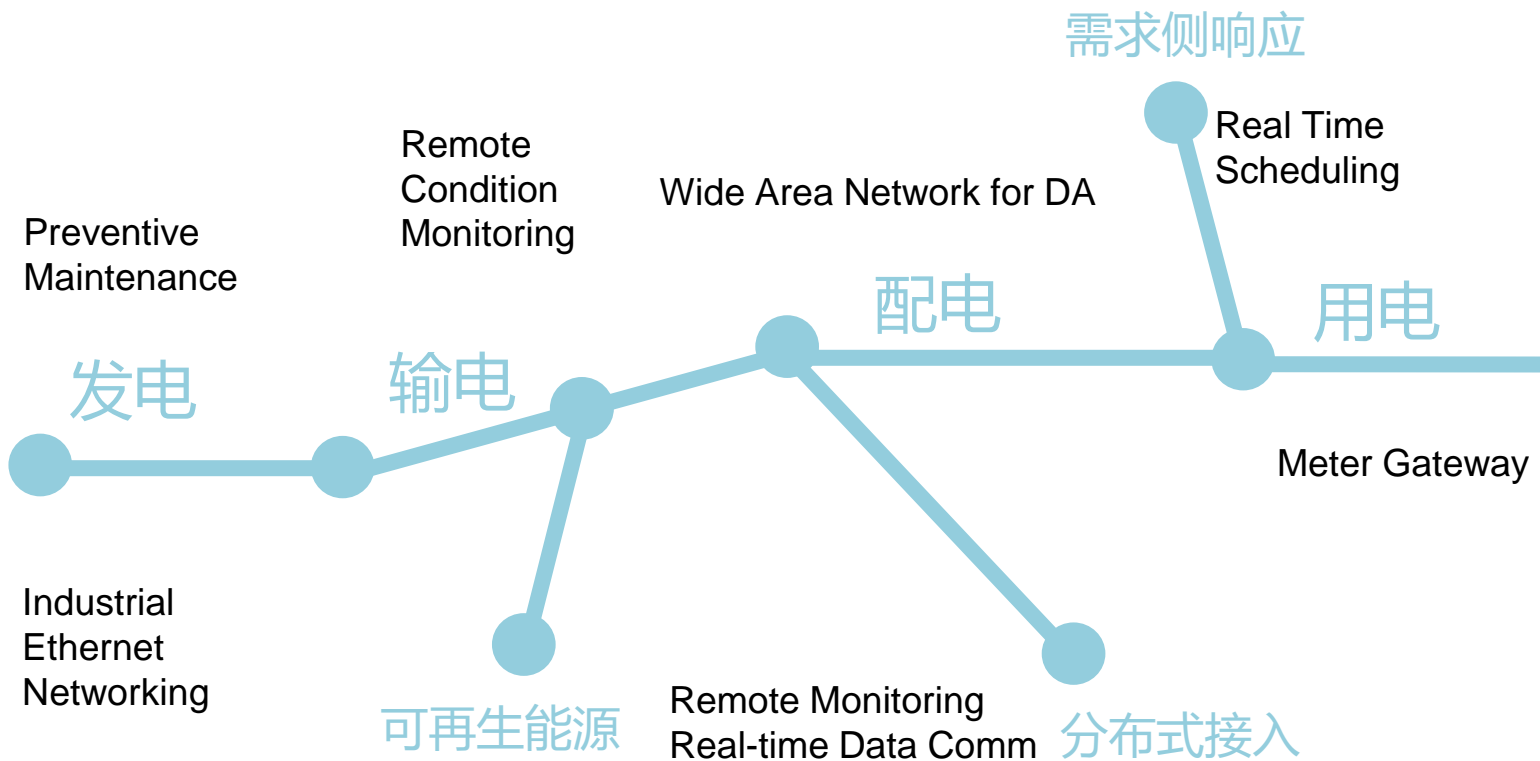 需求侧响应
Real Time
Scheduling
Remote
Condition
Monitoring
Wide Area Network for DA
Preventive
Maintenance
配电
用电
发电
输电
Meter Gateway
Industrial
Ethernet
Networking
可再生能源
Remote Monitoring
Real-time Data Comm
分布式接入